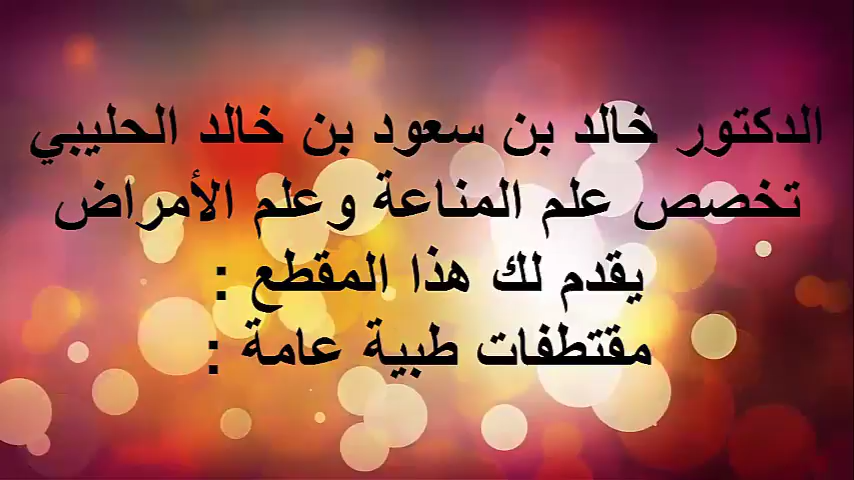 الدكتور خالد بن سعود بن خالد الحليبي
تخصص علم المناعة وعلم الأمراض
يقدم لك هذا المقطع :
مقتطفات طبية عامة :